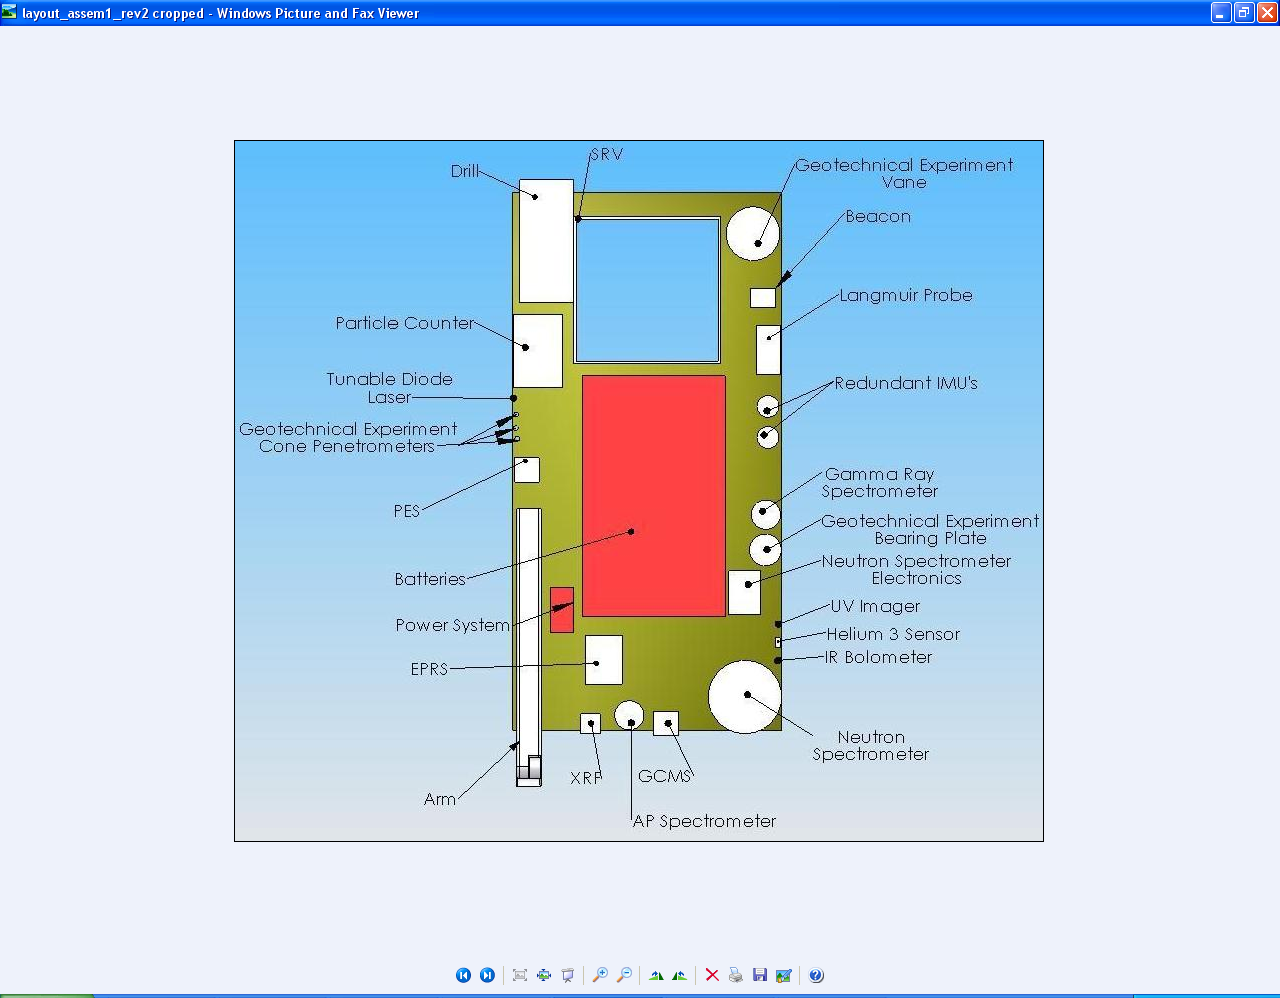 layout_assem1_rev2 cropped - Windows Picture and Fax Viewer
SRV
Drill
Geotechnical Experiment
Vane
Beacon
Langmuir Probe
Particle Counter
Tunable Diode
Laser
Redundant IMU's
Geotechnical Experiment
Cone Penetrometers
Gamma Ray
Spectrometer
PES
Geotechnical Experiment
Bearing Plate
Neutron Spectrometer
Electronics
Batteries
UV Imager
Power System
Helium 3 Sensor
IR Bolometer
EPRS
Neutron
Spectrometer
XRF
GCMS
Arm
AP Spectrometer